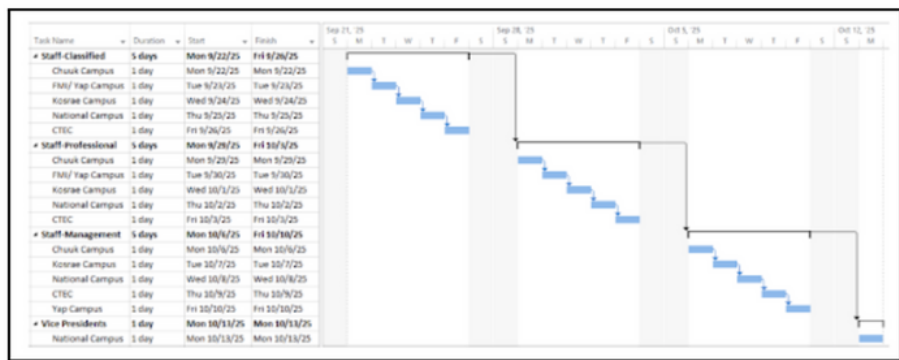 Sep 21, '25 Sep 28, '25 Oct 5, '25 Oct 12, '25
Task Name Duration Start Finish S M T W T F S S M T W T F S S M T W T F S S M
Staff-Classified 5 days Mon 9/22/25 Fri 9/26/25
Chuuk Campus 1 day Mon 9/22/25 Mon 9/22/25
FMI/ Yap Campus 1 day Tue 9/23/25 Tue 9/23/25
Kosrae Campus 1 day Wed 9/24/25 Wed 9/24/25
National Campus 1 day Thu 9/25/25 Thu 9/25/25
CTEC 1 day Fri 9/26/25 Fri 9/26/25
Staff-Professional 5 days Mon 9/29/25 Fri 10/3/25
Chuuk Campus 1 day Mon 9/29/25 Mon 9/29/25
FMI/ Yap Campus 1 day Tue 9/30/25 Tue 9/30/25
Kosrae Campus 1 day Wed 10/1/25 Wed 10/1/25
National Campus 1 day Thu 10/2/25 Thu 10/2/25
CTEC 1 day Fri 10/3/25 Fri 10/3/25
Staff-Management 5 days Mon 10/6/25 Fri 10/10/25
Chuuk Campus 1 day Mon 10/6/25 Mon 10/6/25
Kosrae Campus 1 day Tue 10/7/25 Tue 10/7/25
National Campus 1 day Wed 10/8/25 Wed 10/8/25
CTEC 1 day Thu 10/9/25 Thu 10/9/25
Yap Campus 1 day Fri 10/10/25 Fri 10/10/25
Vice Presidents 1 day Mon 10/13/25 Mon 10/13/25
National Campus 1 day Mon 10/13/25 Mon 10/13/25